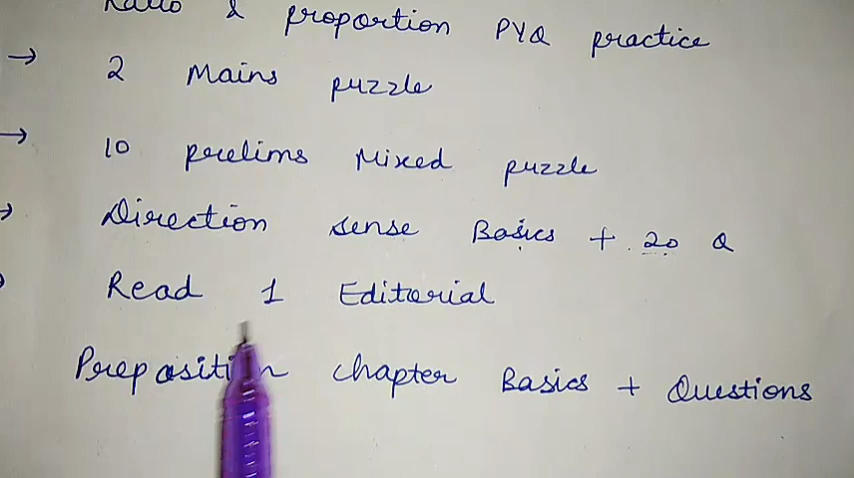 Ratio & proportion PYQ practice
→ 2 Mains puzzle
→ 10 prelims Mixed puzzle
→ Direction sense Basics + 20 Q
→ Read 1 Editorial
Preposition chapter Basics + Questions